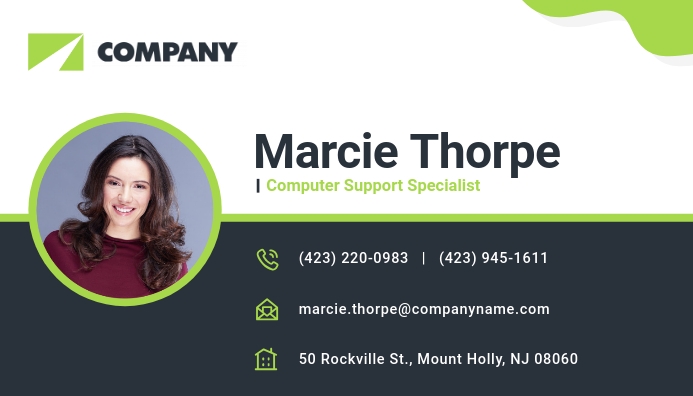 COMPANY
Marcie Thorpe
Computer Support Specialist
(423) 220-0983 | (423) 945-1611
marcie.thorpe@companyname.com
50 Rockville St., Mount Holly, NJ 08060